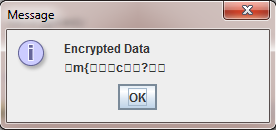 Message
Encrypted Data
□m{□□□c□□?□□
OK